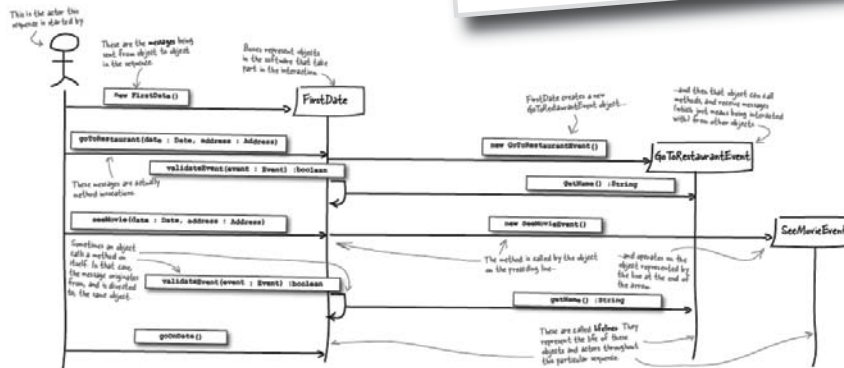 This is the actor the
sequence is started by
These are the messages being
sent from object to object
in the sequence.
Boxes represent objects
in the software that take
part in the interaction.
new FirstDate()
FirstDate
FirstDate creates a new
GoToRestaurantEvent object...
...and then that object can call
methods and receive messages
(which just means being interacted
with) from other objects
goToRestaurant(date : Date, address : Address)
new GoToRestaurantEvent()
GoToRestaurantEvent
validateEvent(event : Event) :boolean
These messages are actually
method invocations.
getName() :String
seeMovie(date : Date, address : Address)
new SeeMovieEvent()
SeeMovieEvent
Sometimes an object
calls a method on
itself. In that case,
the message originates
from, and is directed
to, the same object.
The method is called by the object
on the preceding line...
...and operates on the
object represented by
the line at the end of
the arrow.
validateEvent(event : Event) :boolean
getName() :String
goOnDate()
These are called lifelines. They
represent the life of these
objects and actors throughout
this particular sequence.